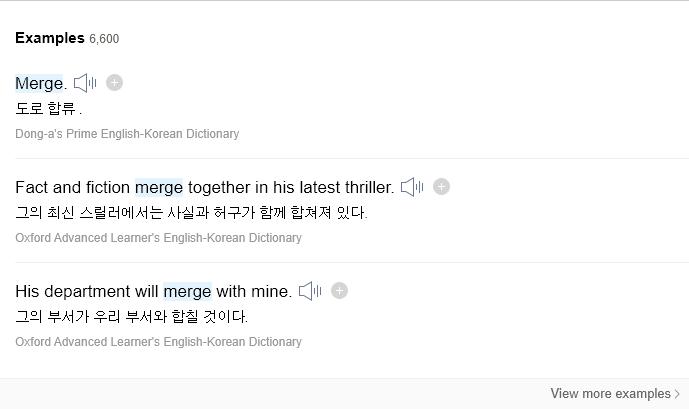 Examples 6,600
Merge.
도로 합류 .
Dong-a's Prime English-Korean Dictionary
Fact and fiction merge together in his latest thriller.
그의 최신 스릴러에서는 사실과 허구가 함께 합쳐져 있다.
Oxford Advanced Learner's English-Korean Dictionary
His department will merge with mine.
그의 부서가 우리 부서와 합칠 것이다.
Oxford Advanced Learner's English-Korean Dictionary
View more examples